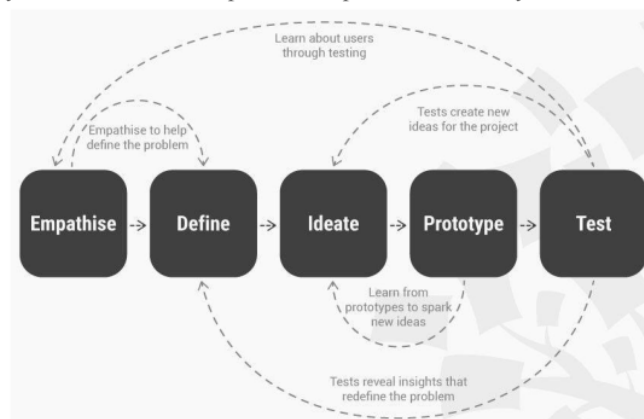 Learn about users
through testing
Empathise to help
define the problem
Tests create new
ideas for the project
Empathise
Define
Ideate
Prototype
Test
Learn from
prototypes to spark
new ideas
Tests reveal insights that
redefine the problem